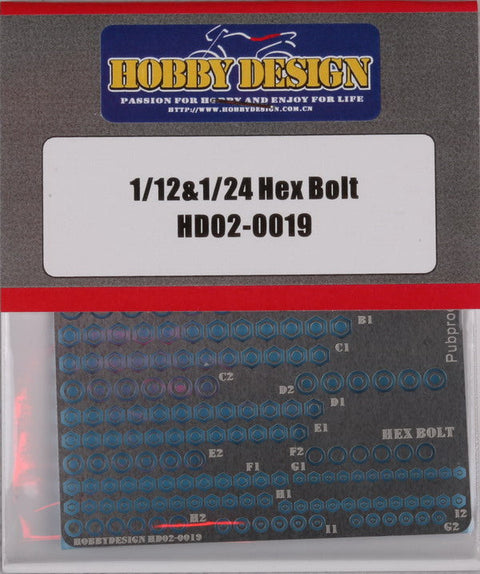 HOBBY DESIGN
PASSION FOR HOBBY AND ENJOY FOR LIFE
HTTP://WWW.HOBBYDESIGN.COM.CN
1/12&1/24 Hex Bolt
HD02-0019
B1
C1
C2
D2
D1
E1
HEX BOLT
E2
F2
F1
G1
H1
I2
H2
I1
G2
HOBBYDESIGN HD02-0019